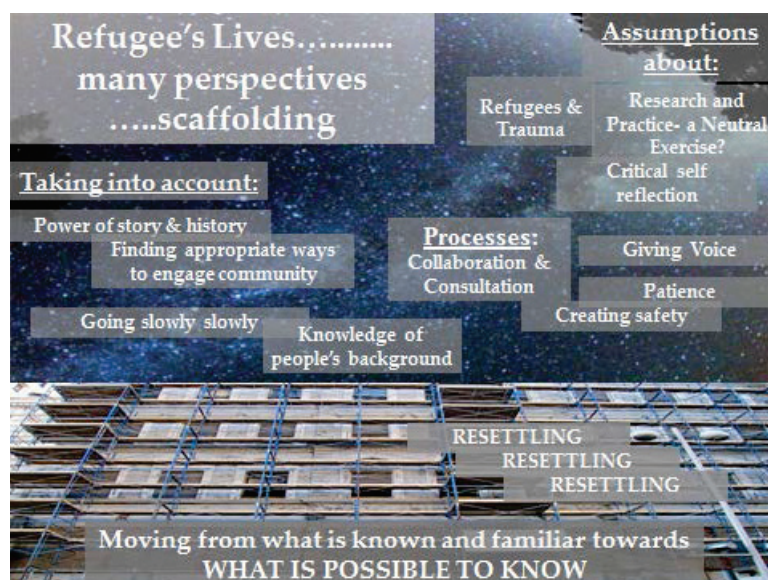 Refugee's Lives….........
many perspectives
…..scaffolding
Assumptions
about:
Refugees &
Trauma
Research and
Practice- a Neutral
Exercise?
Critical self
reflection
Taking into account:
Power of story & history
Finding appropriate ways
to engage community
Going slowly slowly
Knowledge of
people's background
Processes:
Collaboration &
Consultation
Giving Voice
Patience
Creating safety
RESETTLING
RESETTLING
RESETTLING
Moving from what is known and familiar towards
WHAT IS POSSIBLE TO KNOW